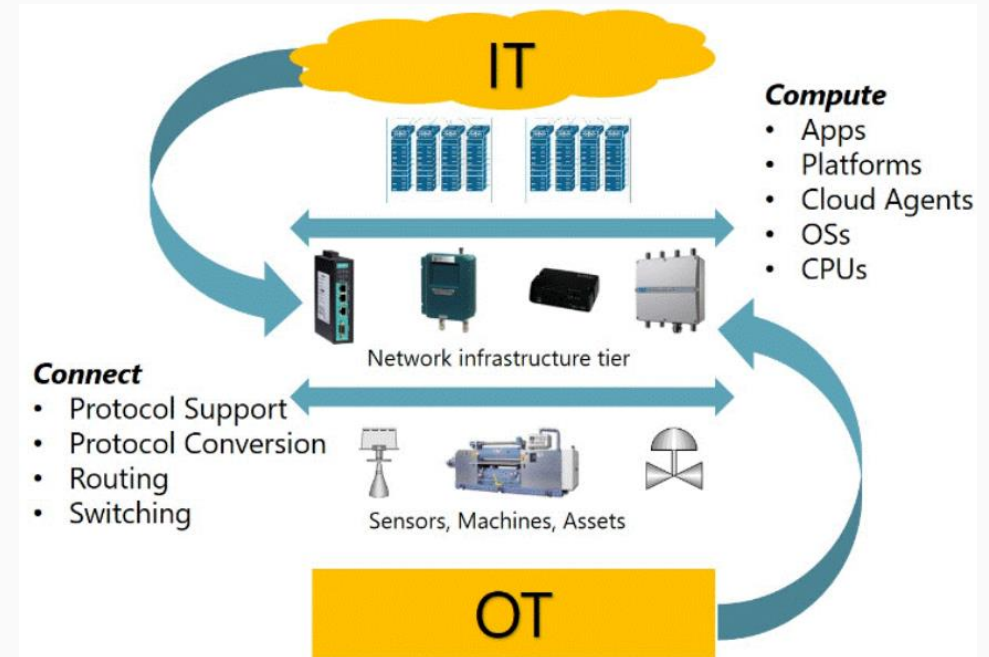 IT
Compute
• Apps
• Platforms
• Cloud Agents
• OSs
• CPUs
Network infrastructure tier
Connect
• Protocol Support
• Protocol Conversion
• Routing
• Switching
Sensors, Machines, Assets
OT